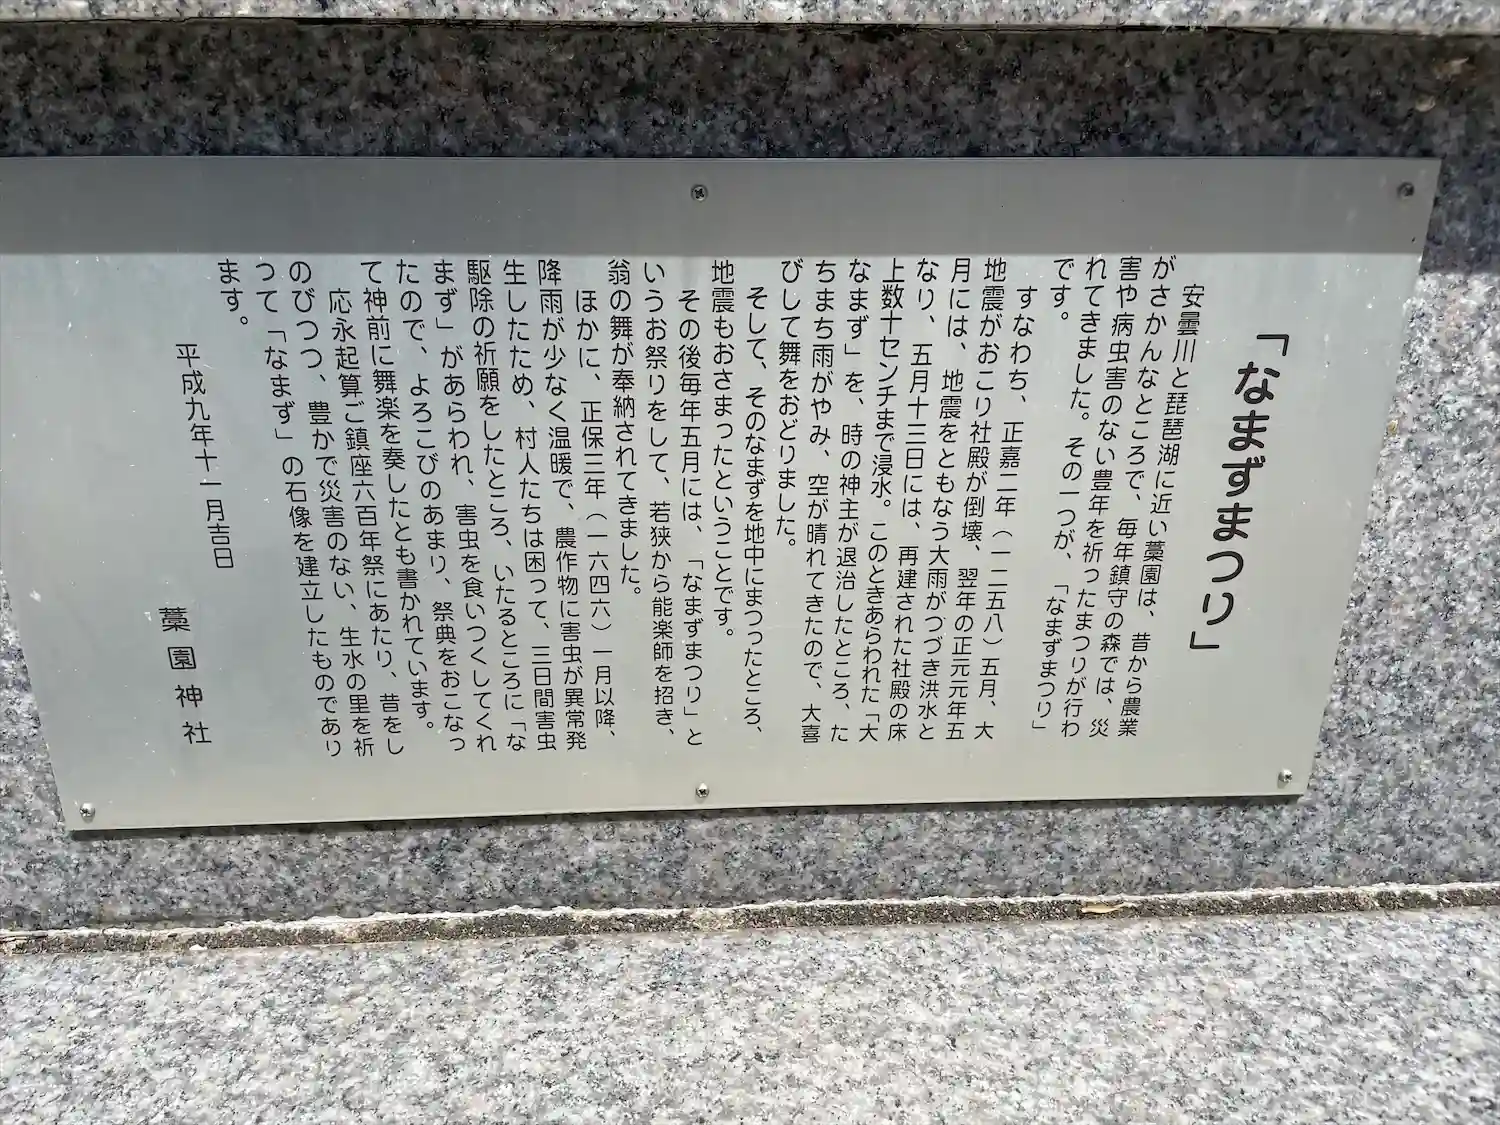 「なまずまつり」
安曇川と琵琶湖に近い藁園は、昔から農業
がさかんなところで、毎年鎮守の森では、災
害や病虫害のない豊年を祈ったまつりが行わ
れてきました。その一つが、「なまずまつり」
です。
すなわち、正嘉二年（一二五八）五月、大
地震がおこり社殿が倒壊、翌年の正元元年五
月には、地震をともなう大雨がつづき洪水と
なり、五月十三日には、再建された社殿の床
上数十センチまで浸水。このときあらわれた「大
なまず」を、時の神主が退治したところ、た
ちまち雨がやみ、空が晴れてきたので、大喜
びして舞をおどりました。
そして、そのなまずを地中にまつったところ、
地震もおさまったということです。
その後毎年五月には、「なまずまつり」と
いうお祭りをして、若狭から能楽師を招き、
翁の舞が奉納されてきました。
ほかに、正保三年（一六四六）一月以降、
降雨が少なく温暖で、農作物に害虫が異常発
生したため、村人たちは困って、三日間害虫
駆除の祈願をしたところ、いたるところに「な
まず」があらわれ、害虫を食いつくしてくれ
たので、よろこびのあまり、祭典をおこなっ
て神前に舞楽を奏したとも書かれています。
応永起算ご鎮座六百年祭にあたり、昔をし
のびつつ、豊かで災害のない、生水の里を祈
つて「なまず」の石像を建立したものであり
ます。
平成九年十一月吉日
藁園神社